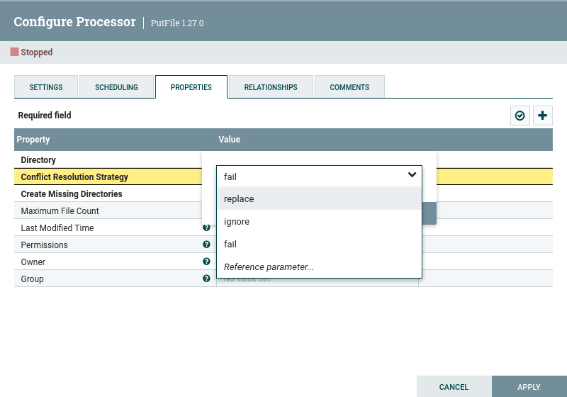 Configure Processor | PutFile 1.27.0
Stopped
SETTINGS SCHEDULING PROPERTIES RELATIONSHIPS COMMENTS
Required field
Property Value
Directory
Conflict Resolution Strategy fail
Create Missing Directories replace
Maximum File Count ignore
Last Modified Time
Permissions fail
Owner Reference parameter...
Group No value set
CANCEL APPLY